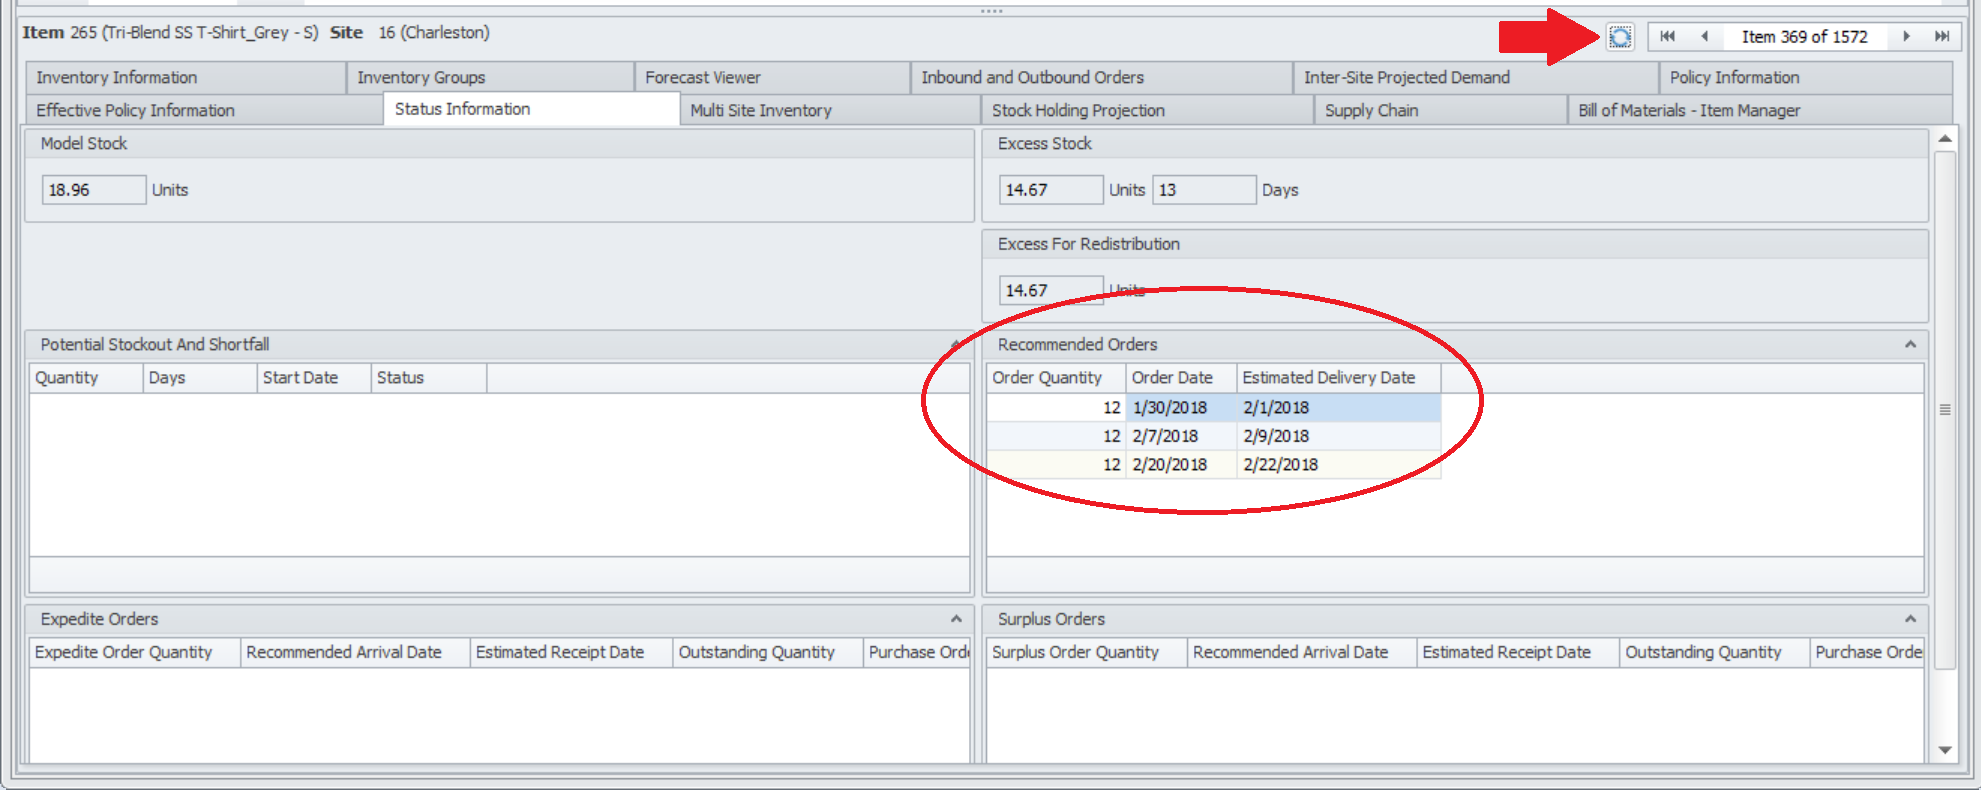 Item 265 (Tri-Blend SS T-Shirt_Grey - S) Site 16 (Charleston)
Item 369 of 1572
Inventory Information Inventory Groups Forecast Viewer Inbound and Outbound Orders Inter-Site Projected Demand Policy Information
Effective Policy Information Status Information Multi Site Inventory Stock Holding Projection Supply Chain Bill of Materials - Item Manager
Model Stock
18.96 Units
Excess Stock
14.67 Units 13 Days
Excess For Redistribution
14.67 Units
Potential Stockout And Shortfall
Quantity Days Start Date Status
Recommended Orders
Order Quantity Order Date Estimated Delivery Date
12 1/30/2018 2/1/2018
12 2/7/2018 2/9/2018
12 2/20/2018 2/22/2018
Expedite Orders
Expedite Order Quantity Recommended Arrival Date Estimated Receipt Date Outstanding Quantity Purchase Orde
Surplus Orders
Surplus Order Quantity Recommended Arrival Date Estimated Receipt Date Outstanding Quantity Purchase Orde